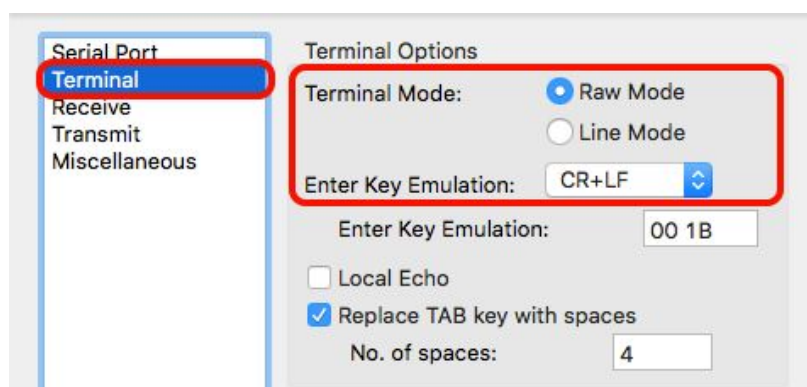 Serial Port
Terminal
Receive
Transmit
Miscellaneous
Terminal Options
Terminal Mode:
Raw Mode
Line Mode
Enter Key Emulation:
CR+LF
Enter Key Emulation:
00 1B
Local Echo
Replace TAB key with spaces
No. of spaces:
4